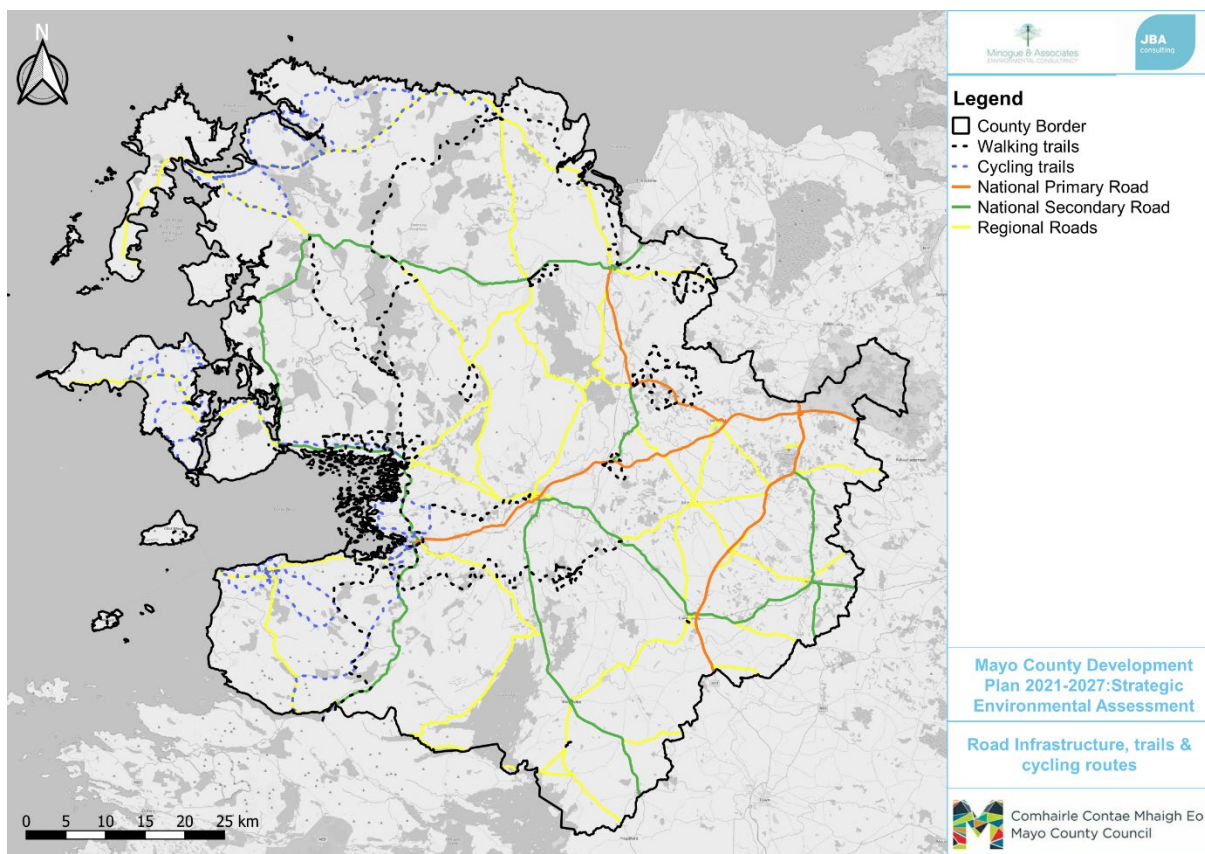 N
Minogue & Associates
ENVIRONMENTAL CONSULTANCY
JBA
consulting
Legend
County Border
Walking trails
Cycling trails
National Primary Road
National Secondary Road
Regional Roads
0 5 10 15 20 25 km
Mayo County Development
Plan 2021-2027:Strategic
Environmental Assessment
Road Infrastructure, trails &
cycling routes
Comhairle Contae Mhaigh Eo
Mayo County Council